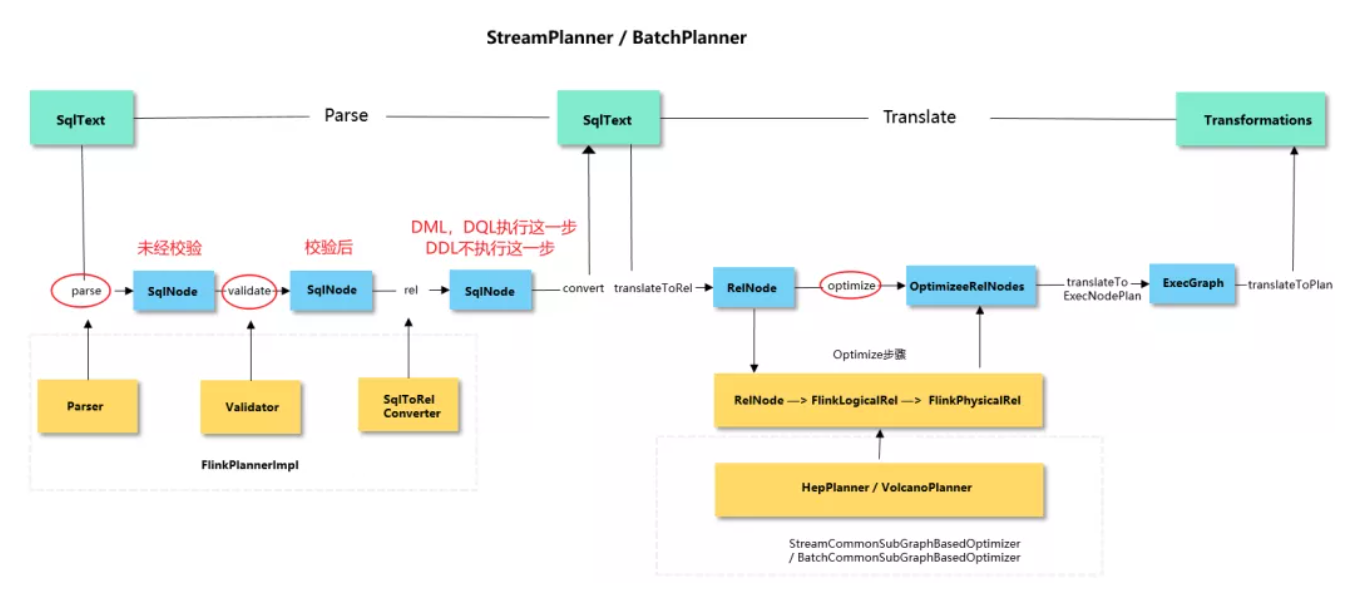 StreamPlanner / BatchPlanner
SqlText
Parse
SqlText
Translate
Transformations
未经校验
校验后
DML，DQL执行这一步
DDL不执行这一步
parse
SqlNode
validate
SqlNode
rel
SqlNode
convert
translateToRel
RelNode
optimize
OptimizeeRelNodes
translateTo
ExecNodePlan
ExecGraph
translateToPlan
Optimize步骤
Parser
Validator
SqlToRel
Converter
FlinkPlannerImpl
RelNode —> FlinkLogicalRel —> FlinkPhysicalRel
HepPlanner / VolcanoPlanner
StreamCommonSubGraphBasedOptimizer
/ BatchCommonSubGraphBasedOptimizer